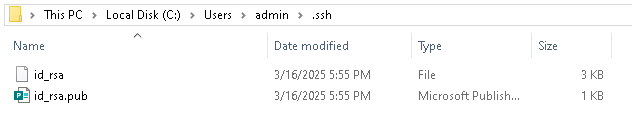 This PC > Local Disk (C:) > Users > admin > .ssh
Name Date modified Type Size
id_rsa 3/16/2025 5:55 PM File 3 KB
id_rsa.pub 3/16/2025 5:55 PM Microsoft Publish... 1 KB